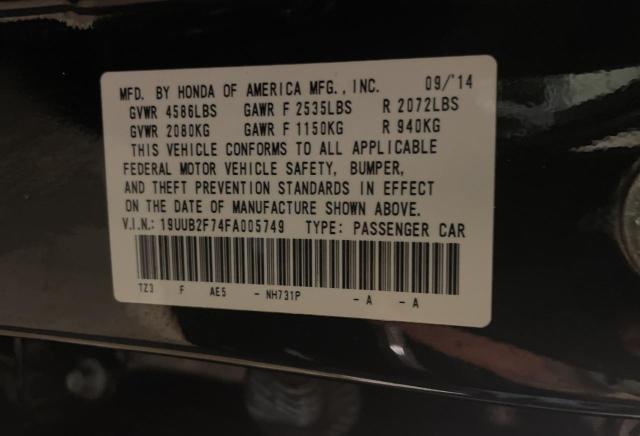 MFD. BY HONDA OF AMERICA MFG., INC. 09/'14
GVWR 4586LBS GAWR F 2535LBS R 2072LBS
GVWR 2080KG GAWR F 1150KG R 940KG
THIS VEHICLE CONFORMS TO ALL APPLICABLE
FEDERAL MOTOR VEHICLE SAFETY, BUMPER,
AND THEFT PREVENTION STANDARDS IN EFFECT
ON THE DATE OF MANUFACTURE SHOWN ABOVE.
V.I.N.: 19UUB2F74FA005749 TYPE: PASSENGER CAR
TZ3 F AE5 - NH731P - A - A